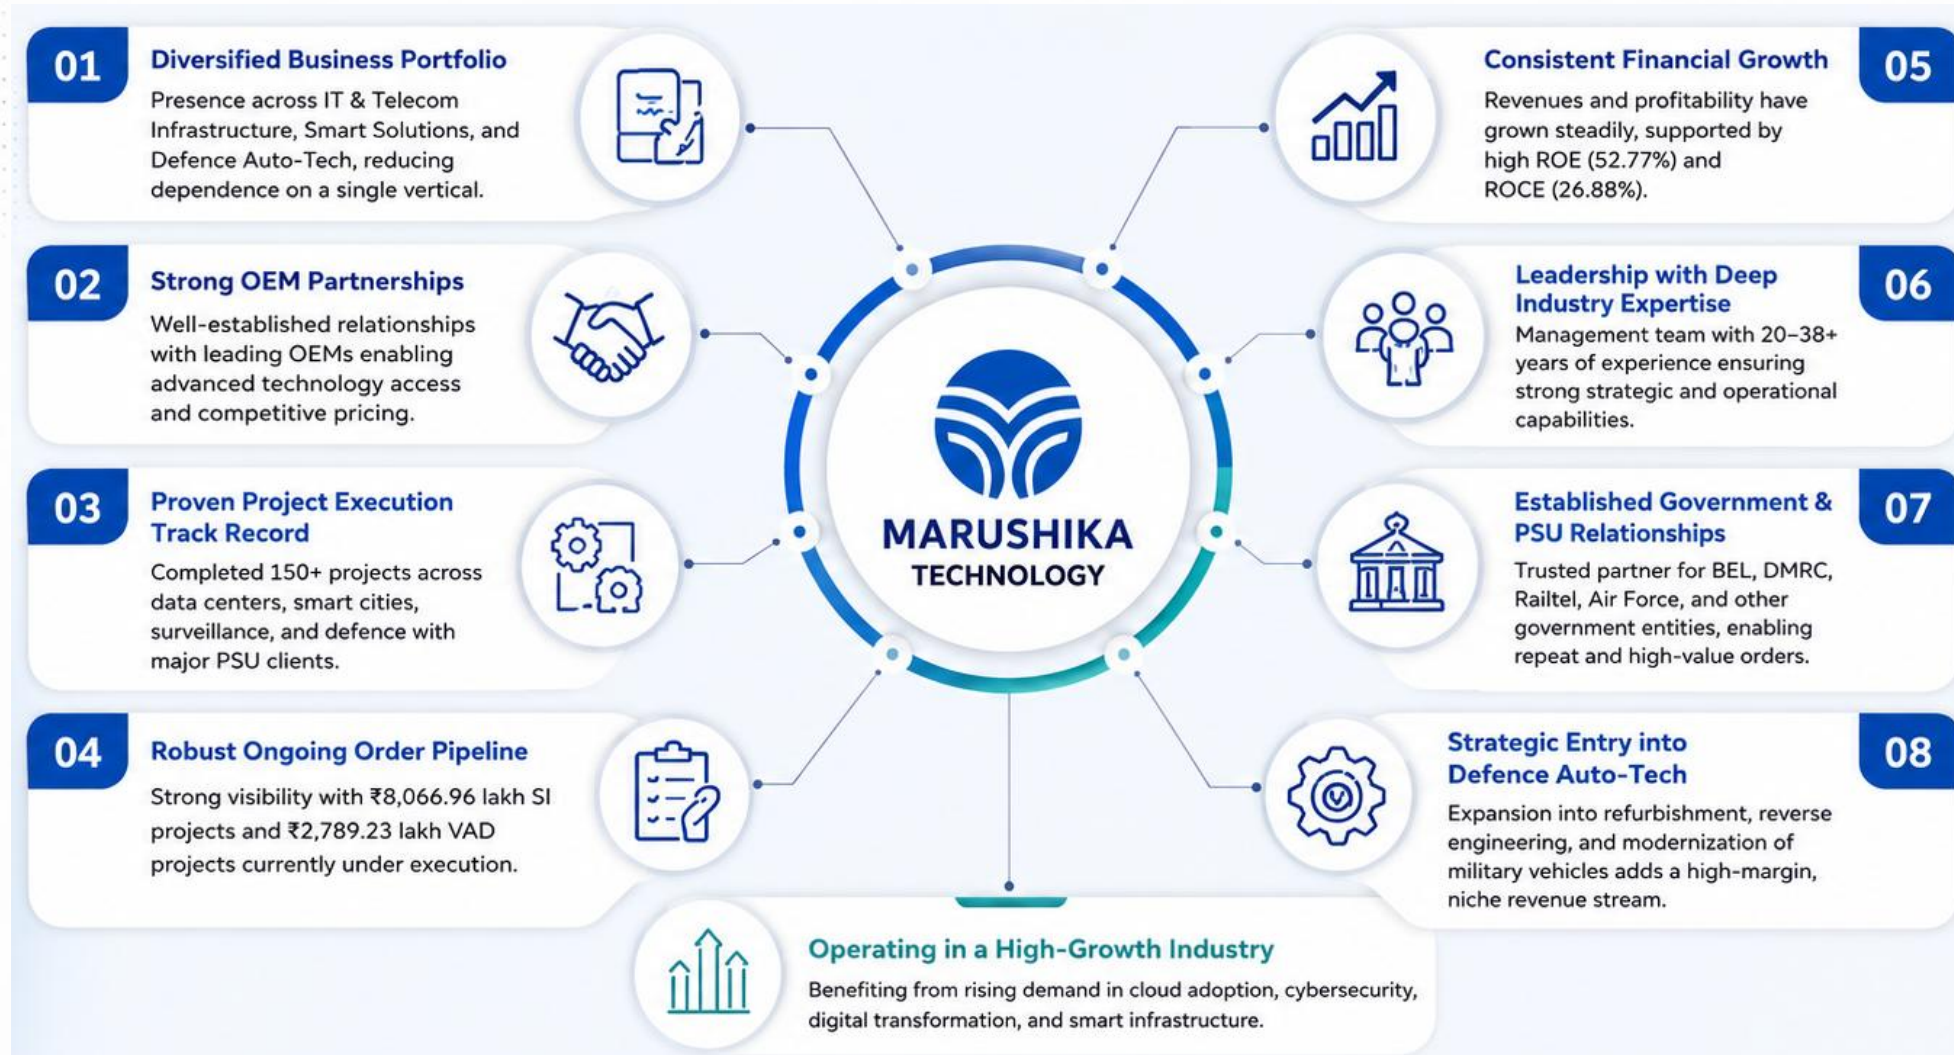 01
Diversified Business Portfolio
Presence across IT & Telecom
Infrastructure, Smart Solutions, and
Defence Auto-Tech, reducing
dependence on a single vertical.
02
Strong OEM Partnerships
Well-established relationships
with leading OEMs enabling
advanced technology access
and competitive pricing.
03
Proven Project Execution
Track Record
Completed 150+ projects across
data centers, smart cities,
surveillance, and defence with
major PSU clients.
04
Robust Ongoing Order Pipeline
Strong visibility with ₹8,066.96 lakh SI
projects and ₹2,789.23 lakh VAD
projects currently under execution.
MARUSHIKA
TECHNOLOGY
Consistent Financial Growth
05
Revenues and profitability have
grown steadily, supported by
high ROE (52.77%) and
ROCE (26.88%).
Leadership with Deep
Industry Expertise
06
Management team with 20–38+
years of experience ensuring
strong strategic and operational
capabilities.
Established Government &
PSU Relationships
07
Trusted partner for BEL, DMRC,
Railtel, Air Force, and other
government entities, enabling
repeat and high-value orders.
Strategic Entry into
Defence Auto-Tech
08
Expansion into refurbishment, reverse
engineering, and modernization of
military vehicles adds a high-margin,
niche revenue stream.
Operating in a High-Growth Industry
Benefiting from rising demand in cloud adoption, cybersecurity,
digital transformation, and smart infrastructure.